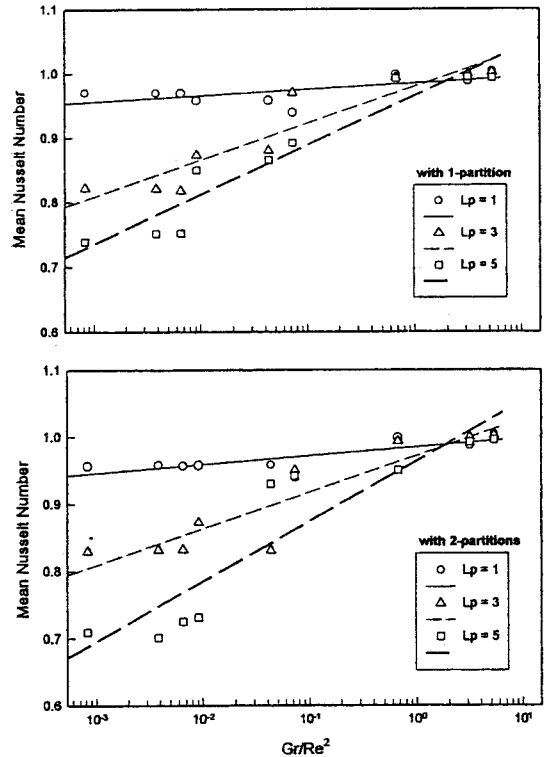 1.1
1.0
0.9
0.8
0.7
0.6
Mean Nusselt Number
with 1-partition
Lp = 1
Lp = 3
Lp = 5
1.1
1.0
0.9
0.8
0.7
0.6
Mean Nusselt Number
with 2-partitions
Lp = 1
Lp = 3
Lp = 5
10⁻³ 10⁻² 10⁻¹ 10⁰ 10¹
Gr/Re²